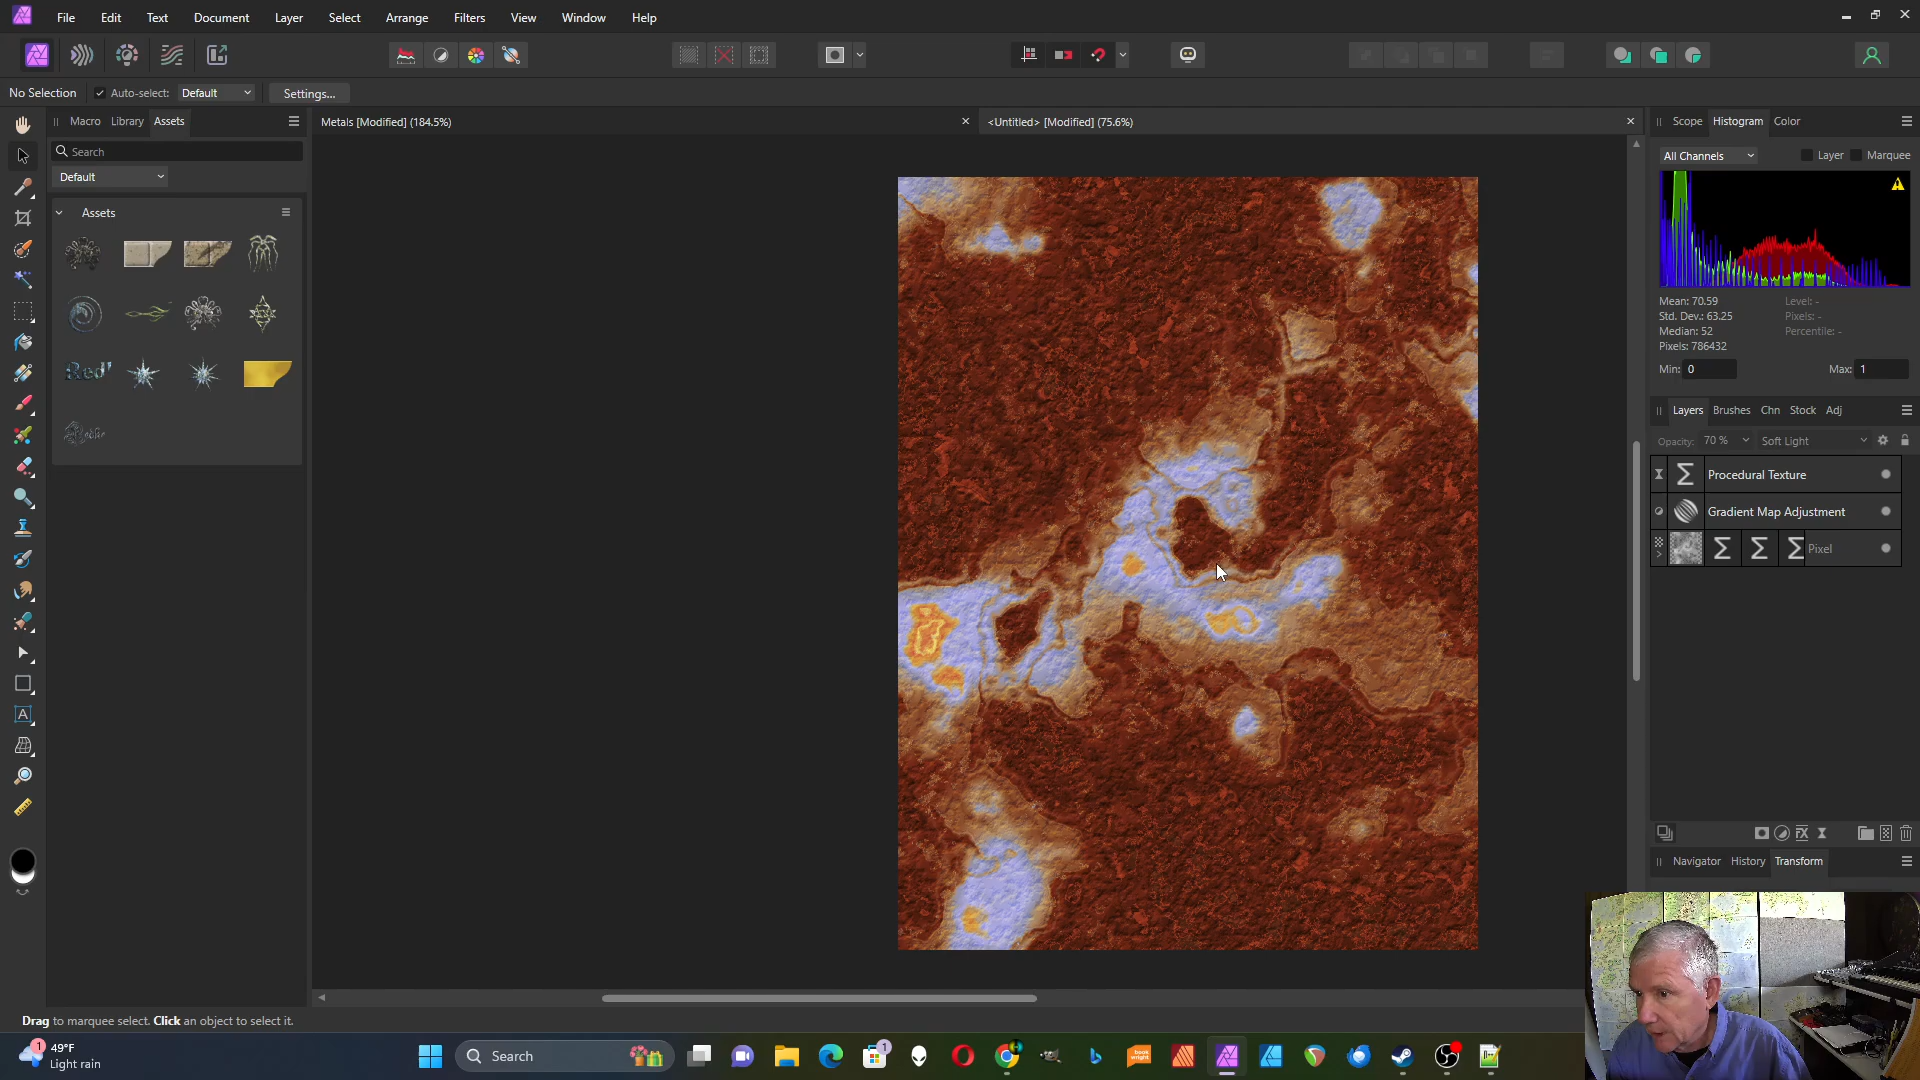 File Edit Text Document Layer Select Arrange Filters View Window Help
No Selection Auto-select: Default Settings...
Macro Library Assets
Metals [Modified] (184.5%)
<Untitled> [Modified] (75.6%)
Scope Histogram Color
Search
Default
All Channels Layer Marquee
Assets
Mean: 70.59 Level: -
Std. Dev.: 63.25 Pixels: -
Median: 52 Percentile: -
Pixels: 786432
Min: 0 Max: 1
Layers Brushes Chn Stock Adj
Opacity: 70 % Soft Light
Procedural Texture
Gradient Map Adjustment
Pixel
Navigator History Transform
Drag to marquee select. Click an object to select it.
1 49°F
Light rain
Search
1
book
wright